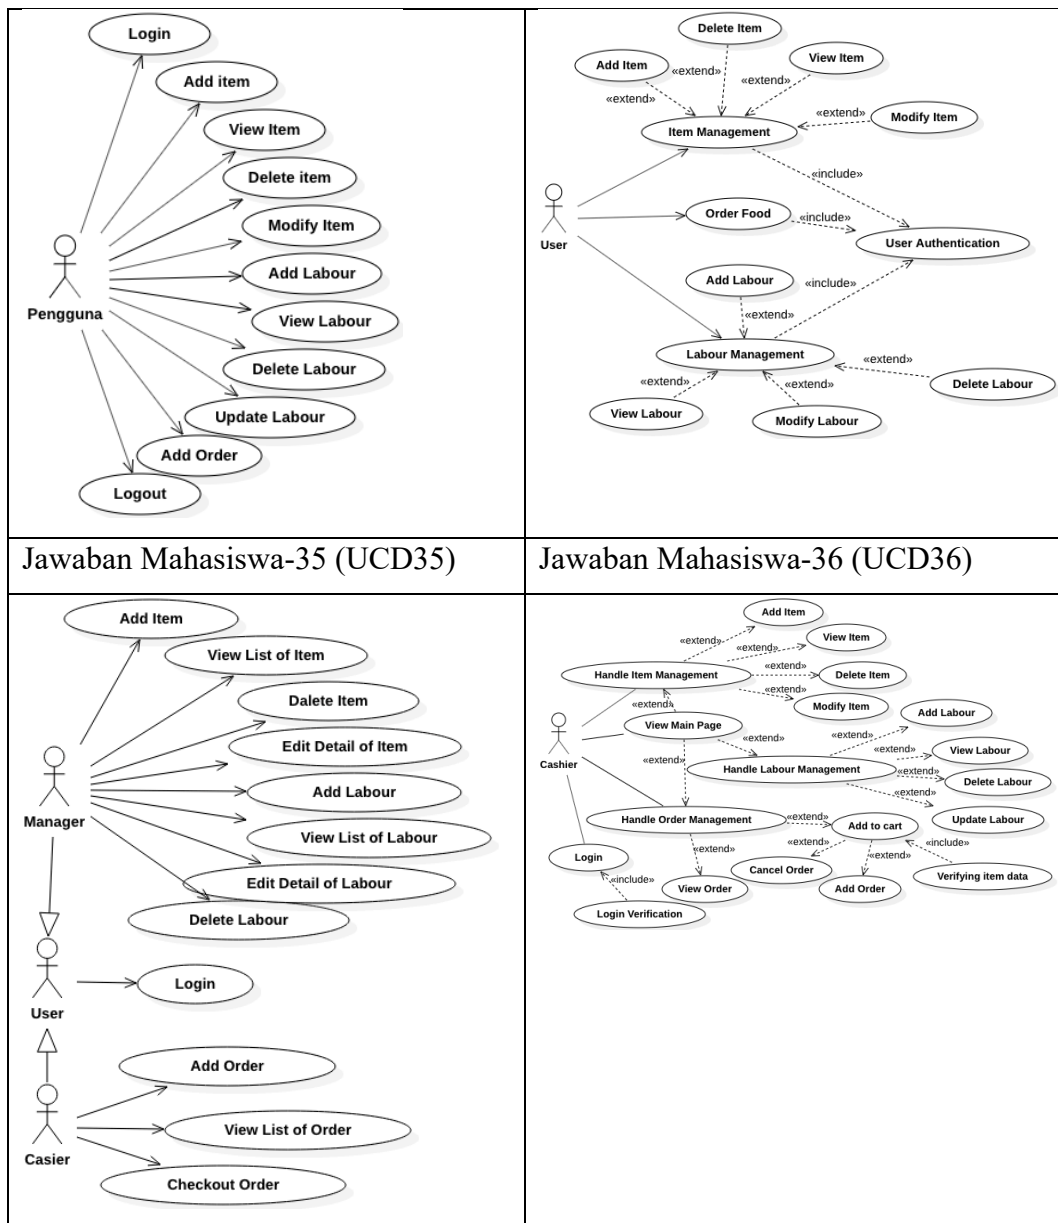 Login
Add item
View Item
Delete item
Modify Item
Add Labour
View Labour
Delete Labour
Update Labour
Add Order
Logout
Pengguna
Delete Item
Add Item
View Item
«extend»
«extend»
«extend»
«extend»
Modify Item
Item Management
«include»
Order Food
«include»
User
User Authentication
Add Labour
«include»
«extend»
Labour Management
«extend»
«extend»
«extend»
Delete Labour
View Labour
Modify Labour
Jawaban Mahasiswa-35 (UCD35)
Jawaban Mahasiswa-36 (UCD36)
Add Item
View List of Item
Dalete Item
Edit Detail of Item
Add Labour
Manager
View List of Labour
Edit Detail of Labour
Delete Labour
Login
User
Add Order
View List of Order
Casier
Checkout Order
Add Item
«extend»
View Item
«extend»
Handle Item Management
«extend»
Delete Item
«extend»
Modify Item
«extend»
View Main Page
Add Labour
Cashier
«extend»
«extend»
«extend»
View Labour
«extend»
Handle Labour Management
«extend»
Delete Labour
«extend»
Handle Order Management
«extend»
Add to cart
Update Labour
«extend»
«extend»
«extend»
«include»
Login
Cancel Order
Verifying item data
«include»
View Order
Add Order
Login Verification